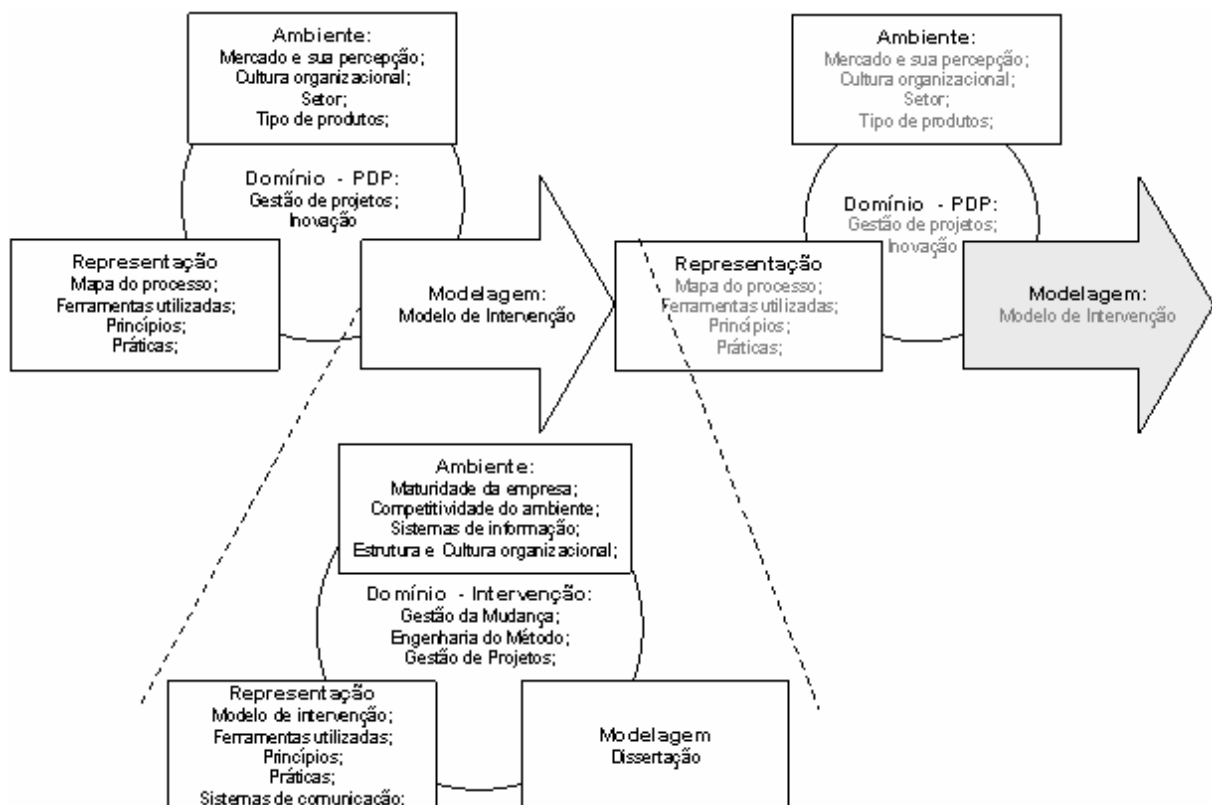 Ambiente:
Mercado e sua percepção;
Cultura organizacional;
Setor;
Tipo de produtos;
Domínio - PDP:
Gestão de projetos;
Inovação
Representação
Mapa do processo;
Ferramentas utilizadas;
Princípios;
Práticas;
Modelagem:
Modelo de Intervenção
Ambiente:
Mercado e sua percepção;
Cultura organizacional;
Setor;
Tipo de produtos;
Domínio - PDP:
Gestão de projetos;
Inovação
Representação
Mapa do processo;
Ferramentas utilizadas;
Princípios;
Práticas;
Modelagem:
Modelo de Intervenção
Ambiente:
Maturidade da empresa;
Competitividade do ambiente;
Sistemas de informação;
Estrutura e Cultura organizacional;
Domínio - Intervenção:
Gestão da Mudança;
Engenharia do Método;
Gestão de Projetos;
Representação
Modelo de intervenção;
Ferramentas utilizadas;
Princípios;
Práticas;
Sistemas de comunicação;
Modelagem
Dissertação